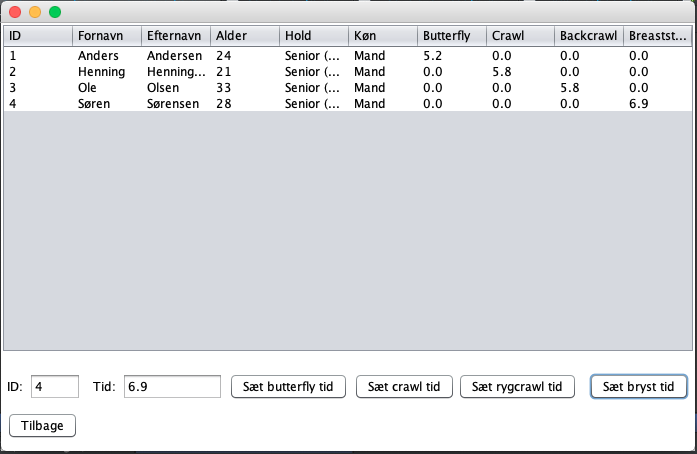 ID Fornavn Efternavn Alder Hold Køn Butterfly Crawl Backcrawl Breastst...
1 Anders Andersen 24 Senior (... Mand 5.2 0.0 0.0 0.0
2 Henning Henning... 21 Senior (... Mand 0.0 5.8 0.0 0.0
3 Ole Olsen 33 Senior (... Mand 0.0 0.0 5.8 0.0
4 Søren Sørensen 28 Senior (... Mand 0.0 0.0 0.0 6.9
ID: 4 Tid: 6.9 Sæt butterfly tid Sæt crawl tid Sæt rygcrawl tid Sæt bryst tid
Tilbage